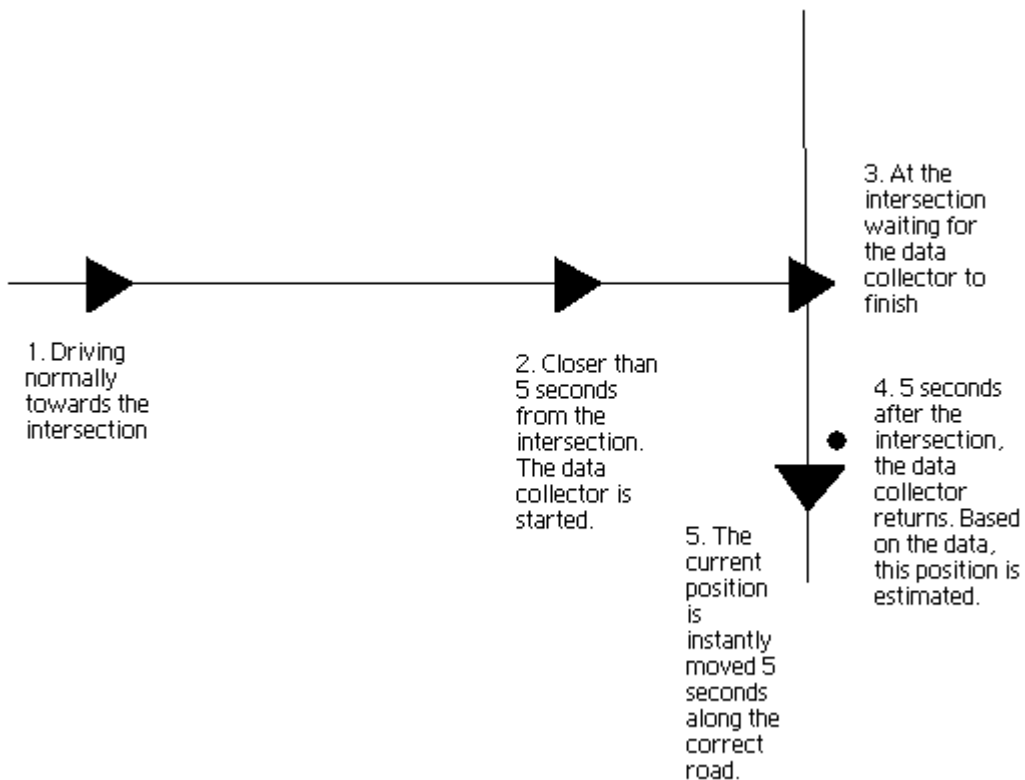 1. Driving
normally
towards the
intersection
2. Closer than
5 seconds
from the
intersection.
The data
collector is
started.
3. At the
intersection
waiting for
the data
collector to
finish
4. 5 seconds
after the
intersection,
the data
collector
returns. Based
on the data,
this position is
estimated.
5. The
current
position
is
instantly
moved 5
seconds
along the
correct
road.